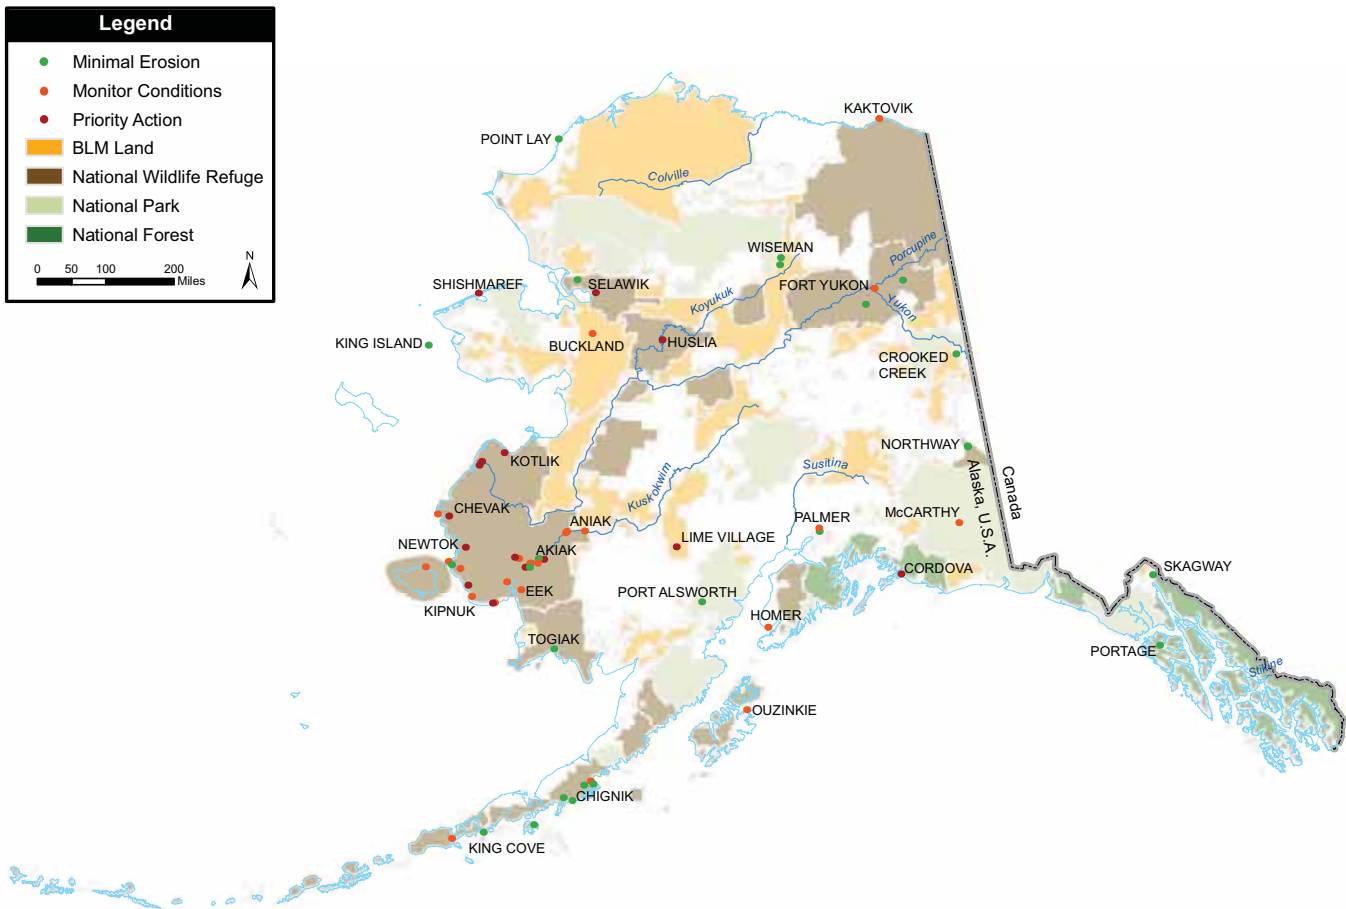 Legend
Minimal Erosion
Monitor Conditions
Priority Action
BLM Land
National Wildlife Refuge
National Park
National Forest
0 50 100 200
Miles
N
KAKTOVIK
POINT LAY
Colville
WISEMAN
Porcupine
SHISHMAREF
SELAWIK
FORT YUKON
Koyukuk
Yukon
KING ISLAND
BUCKLAND
HUSLIA
CROOKED
CREEK
NORTHWAY
KOTLIK
Susitina
Kuskokwim
Canada
Alaska, U.S.A.
CHEVAK
ANIAK
PALMER
McCARTHY
NEWTOK
AKIAK
LIME VILLAGE
CORDOVA
SKAGWAY
EEK
PORT ALSWORTH
KIPNUK
HOMER
TOGIAK
PORTAGE
Stikine
OUZINKIE
CHIGNIK
KING COVE